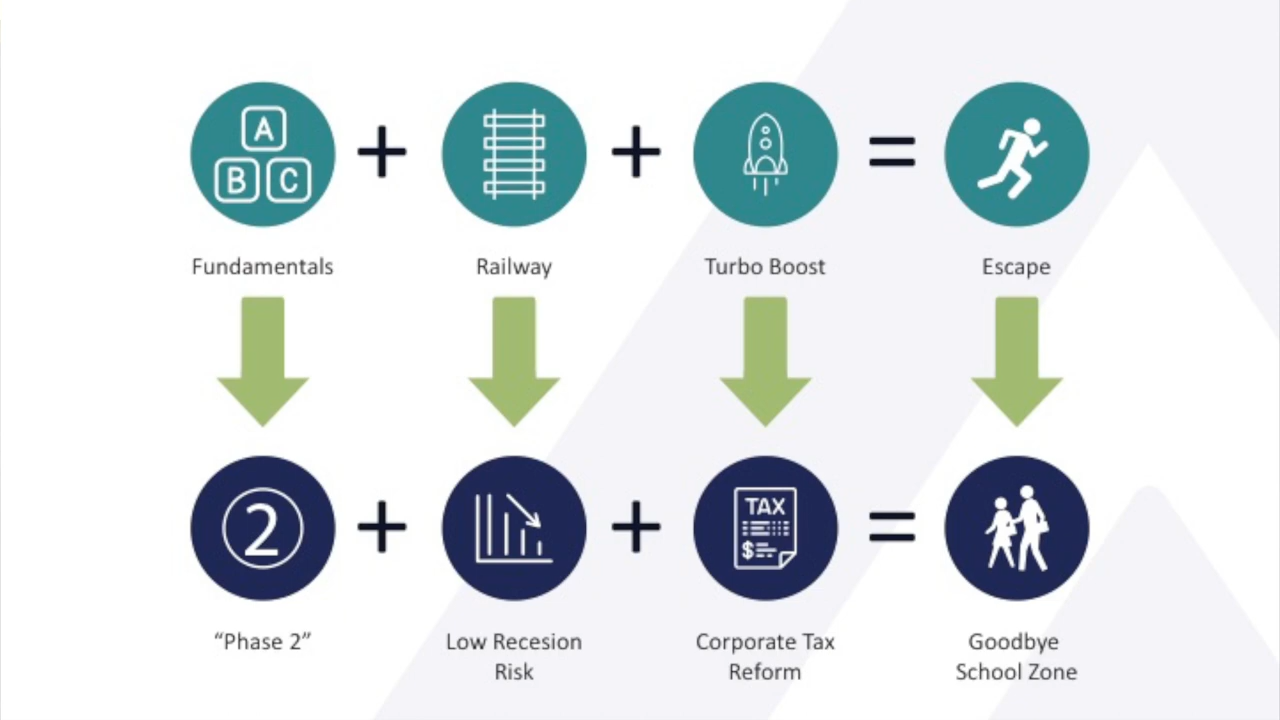 A
B C
+ + =
Fundamentals Railway Turbo Boost Escape
2
TAX
$
+ + =
“Phase 2” Low Recesion Corporate Tax Goodbye
Risk Reform School Zone